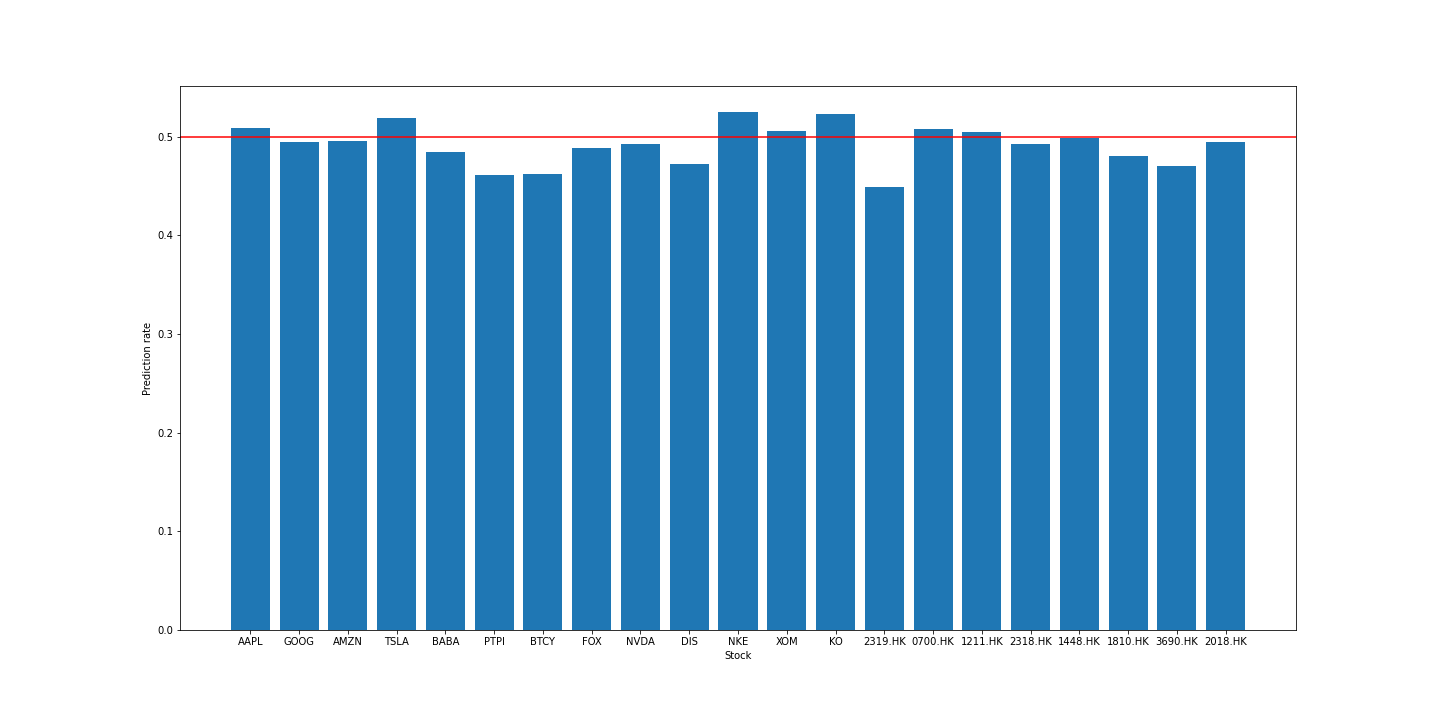 0.5
0.4
0.3
0.2
0.1
0.0
Prediction rate
AAPL GOOG AMZN TSLA BABA PTPI BTCY FOX NVDA DIS NKE XOM KO 2319.HK 0700.HK 1211.HK 2318.HK 1448.HK 1810.HK 3690.HK 2018.HK
Stock